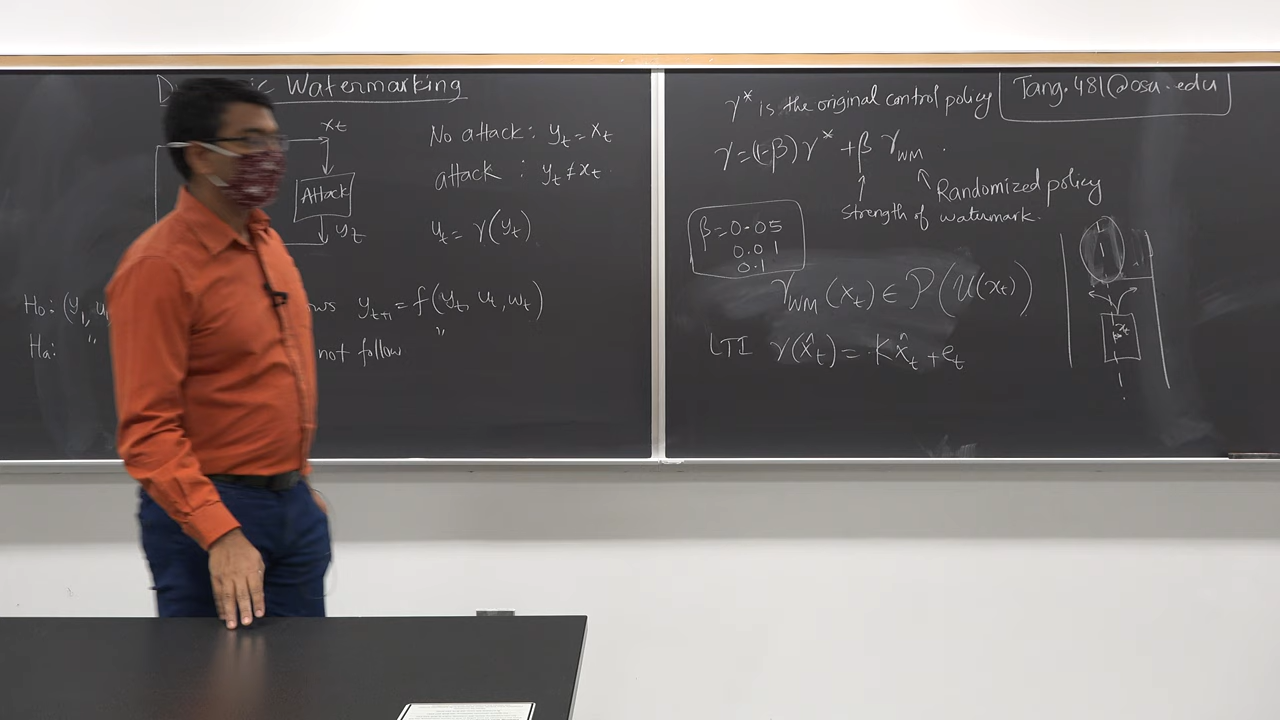 Watermarking
xt
Attack
yt
No attack: yt = xt
attack : yt ≠ xt.
ut = γ(yt)
H0: (y1, u
yt+1 = f(yt, ut, wt)
Ha: "
not follow
"
γ* is the original control policy
Tang.481@osu.edu
γ = (1-β) γ* + β γWM .
Randomized policy
strength of watermark.
β = 0.05
0.01
0.1
γWM (xt) ∈ P(U(xt))
LTI γ(x̂t) = Kx̂t + et